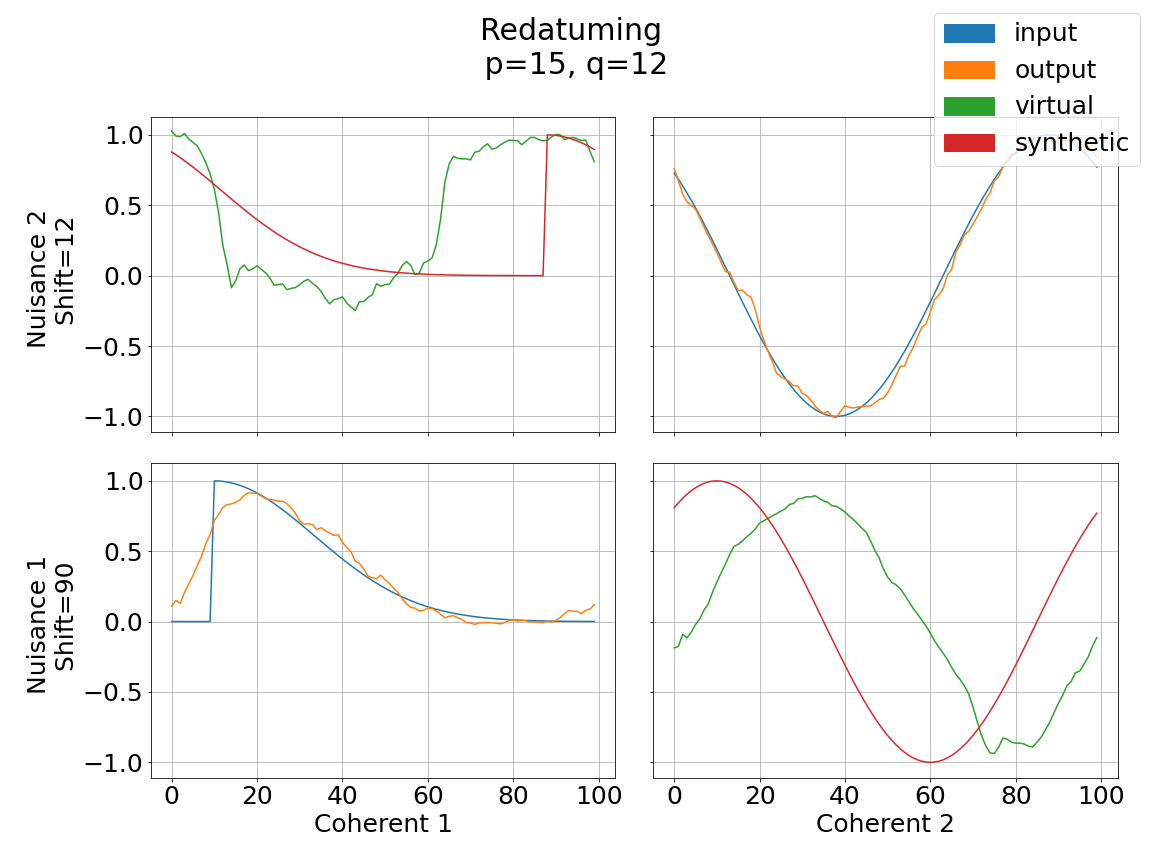 Redatuming
p=15, q=12
input
output
virtual
synthetic
Nuisance 2
Shift=12
1.0
0.5
0.0
−0.5
−1.0
Nuisance 1
Shift=90
1.0
0.5
0.0
−0.5
−1.0
0 20 40 60 80 100
0 20 40 60 80 100
Coherent 1
Coherent 2